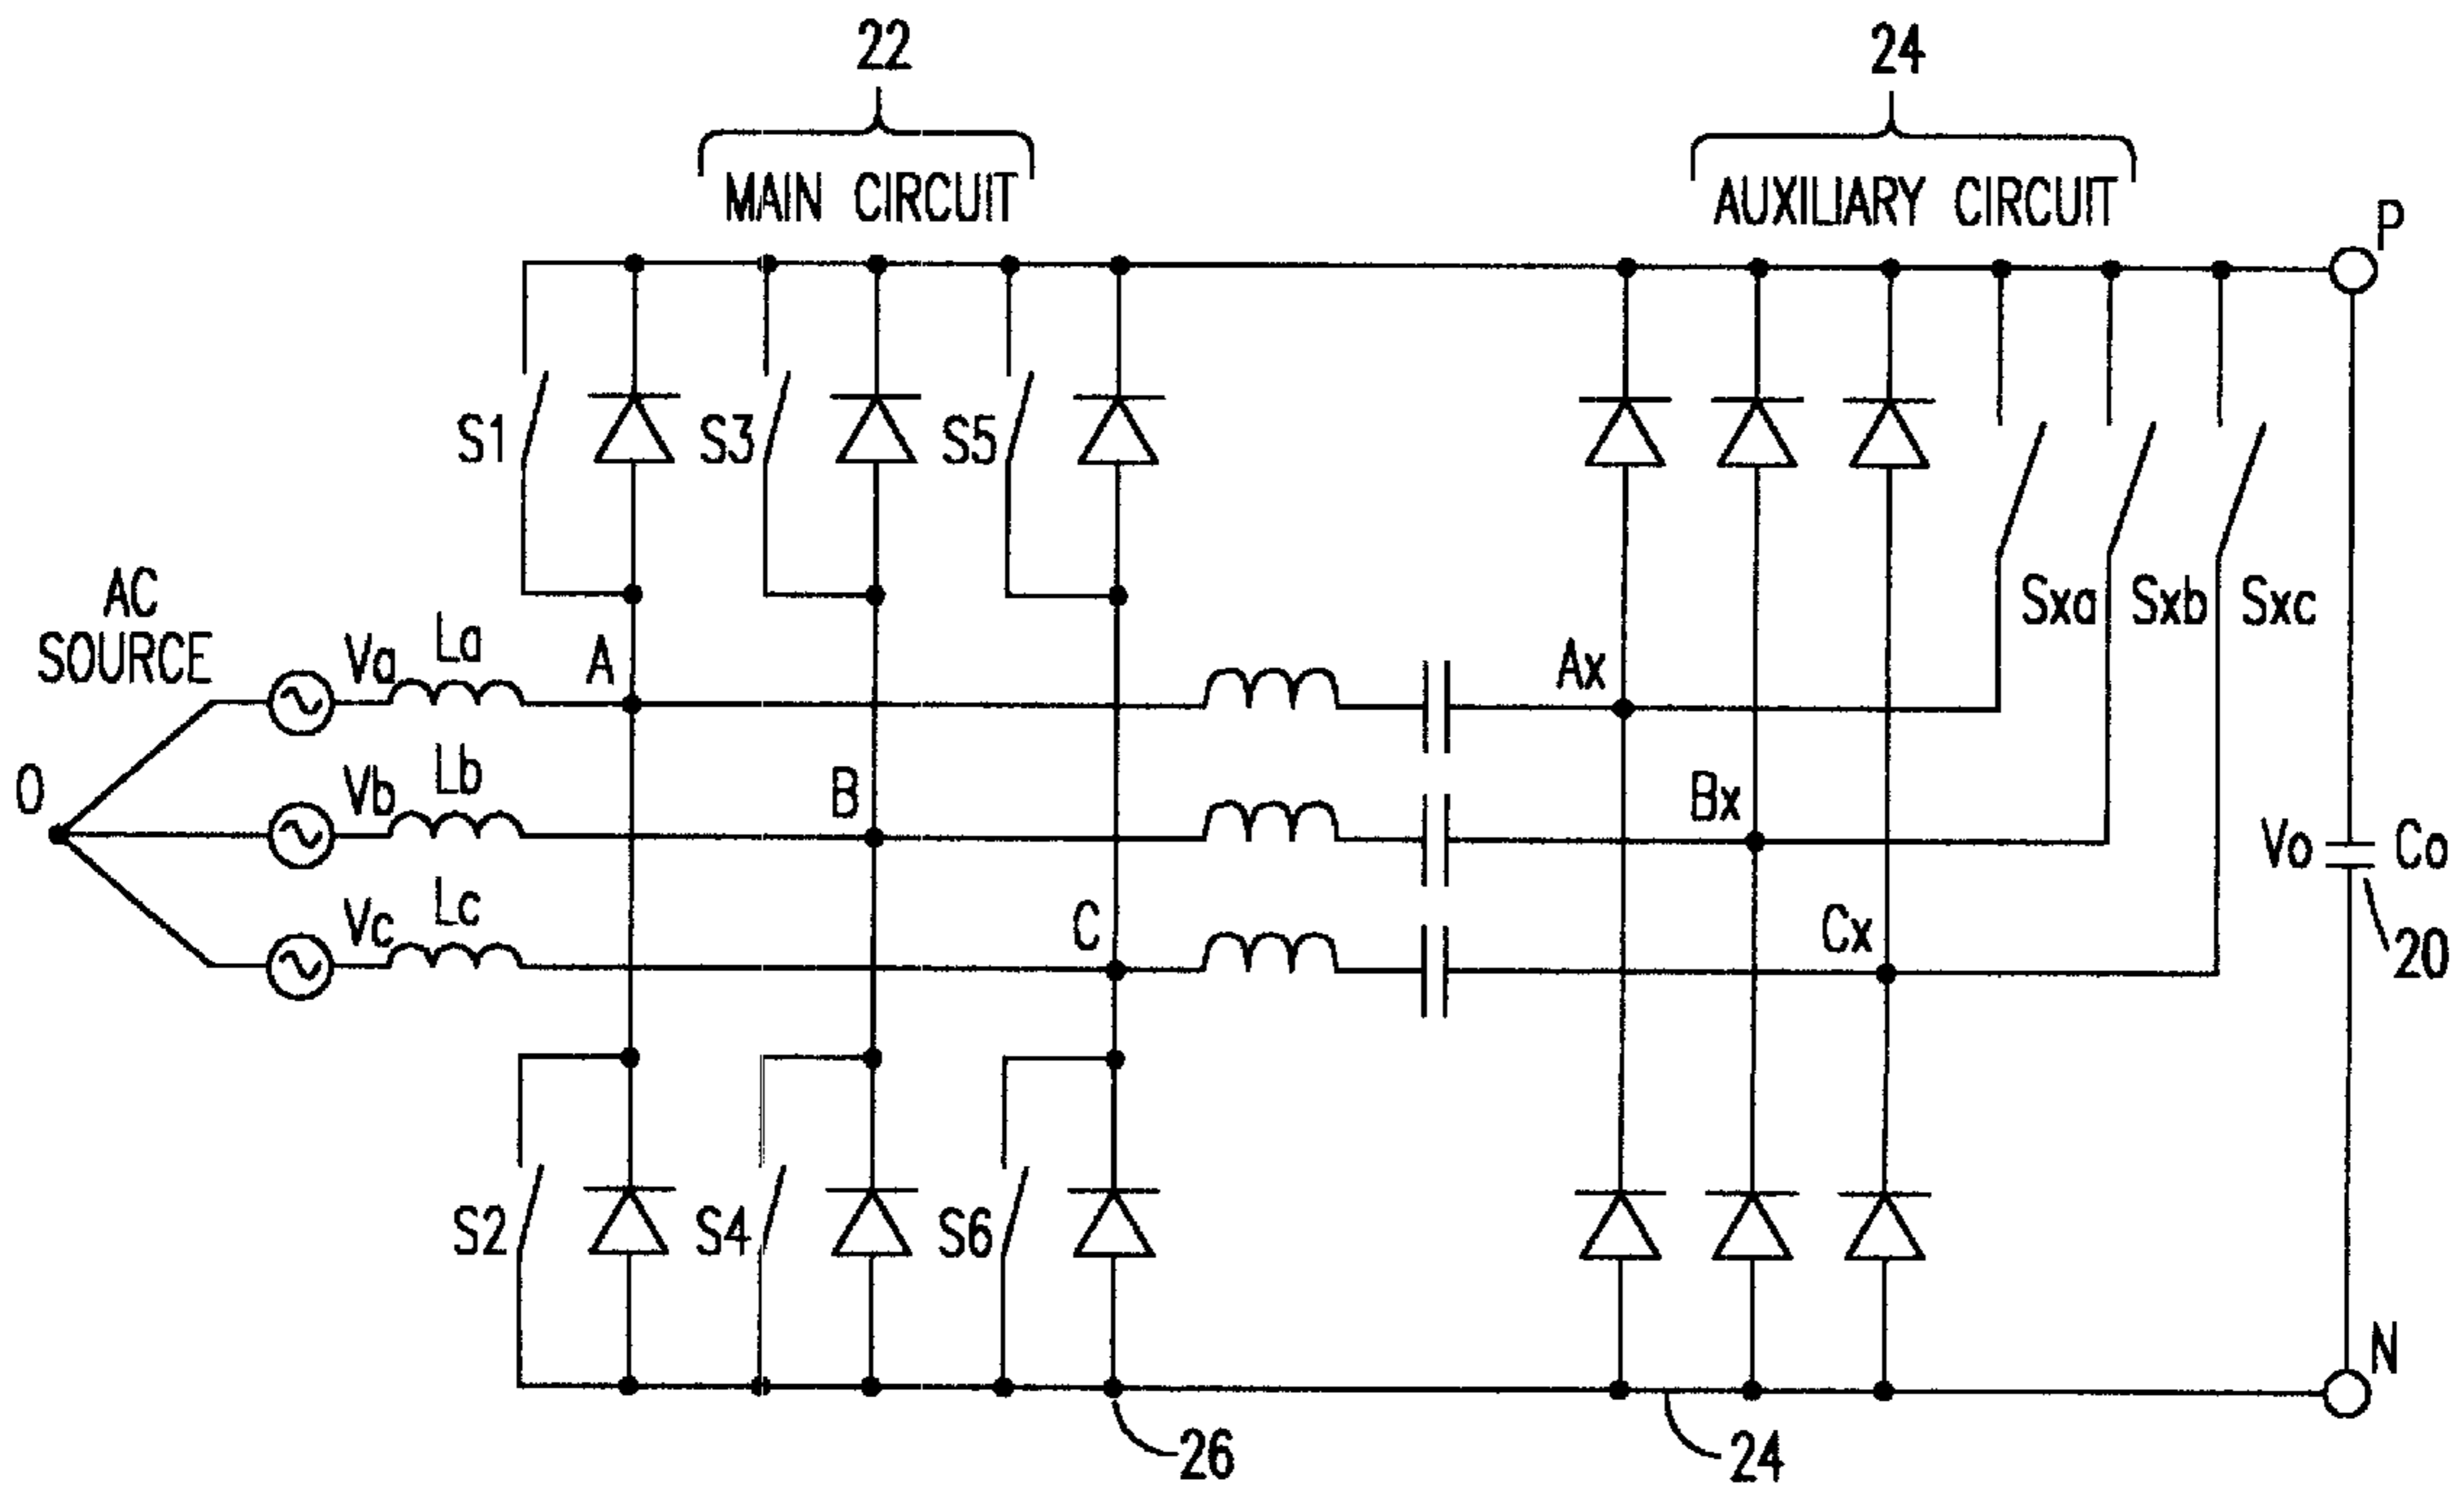 22
24
MAIN CIRCUIT
AUXILIARY CIRCUIT
P
S1
S3
S5
AC
SOURCE
Sxa
Sxb
Sxc
Va
La
A
Ax
O
Vb
Lb
B
Bx
Vo
Co
Vc
Lc
C
Cx
20
S2
S4
S6
N
26
24